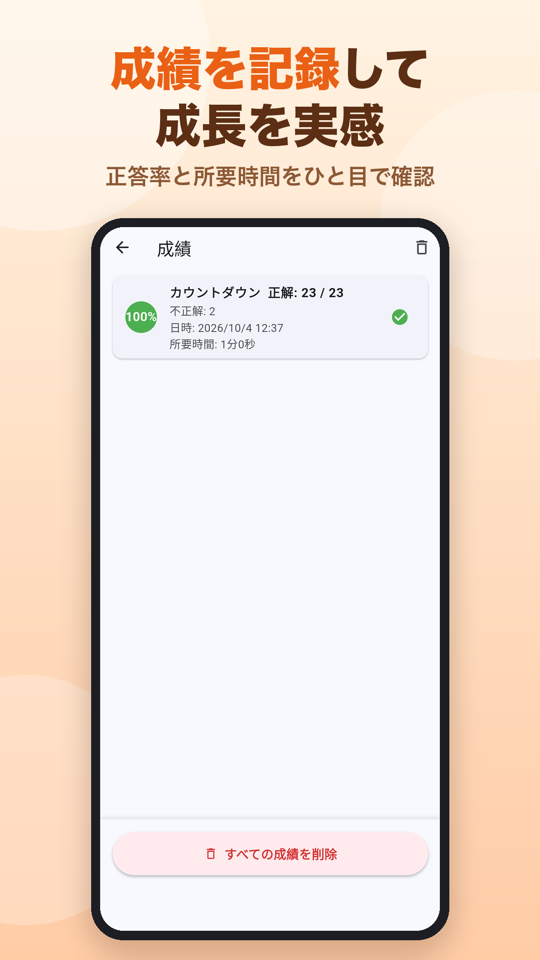 成績を記録して
成長を実感
正答率と所要時間をひと目で確認
成績
カウントダウン 正解: 23 / 23
100%
不正解: 2
日時: 2026/10/4 12:37
所要時間: 1分0秒
すべての成績を削除